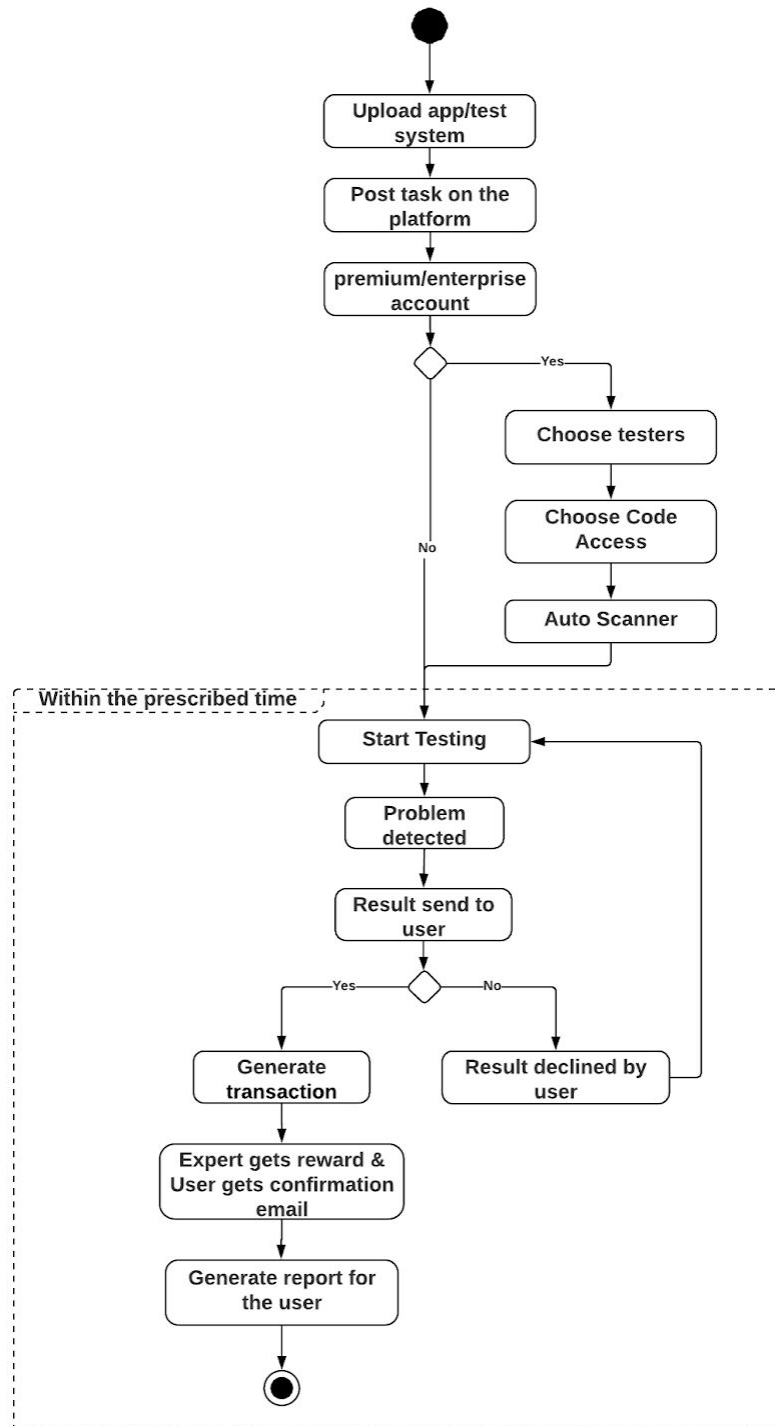 Upload app/test
system
Post task on the
platform
premium/enterprise
account
Yes
Choose testers
Choose Code
Access
No
Auto Scanner
Within the prescribed time
Start Testing
Problem
detected
Result send to
user
Yes
No
Generate
transaction
Result declined by
user
Expert gets reward &
User gets confirmation
email
Generate report for
the user